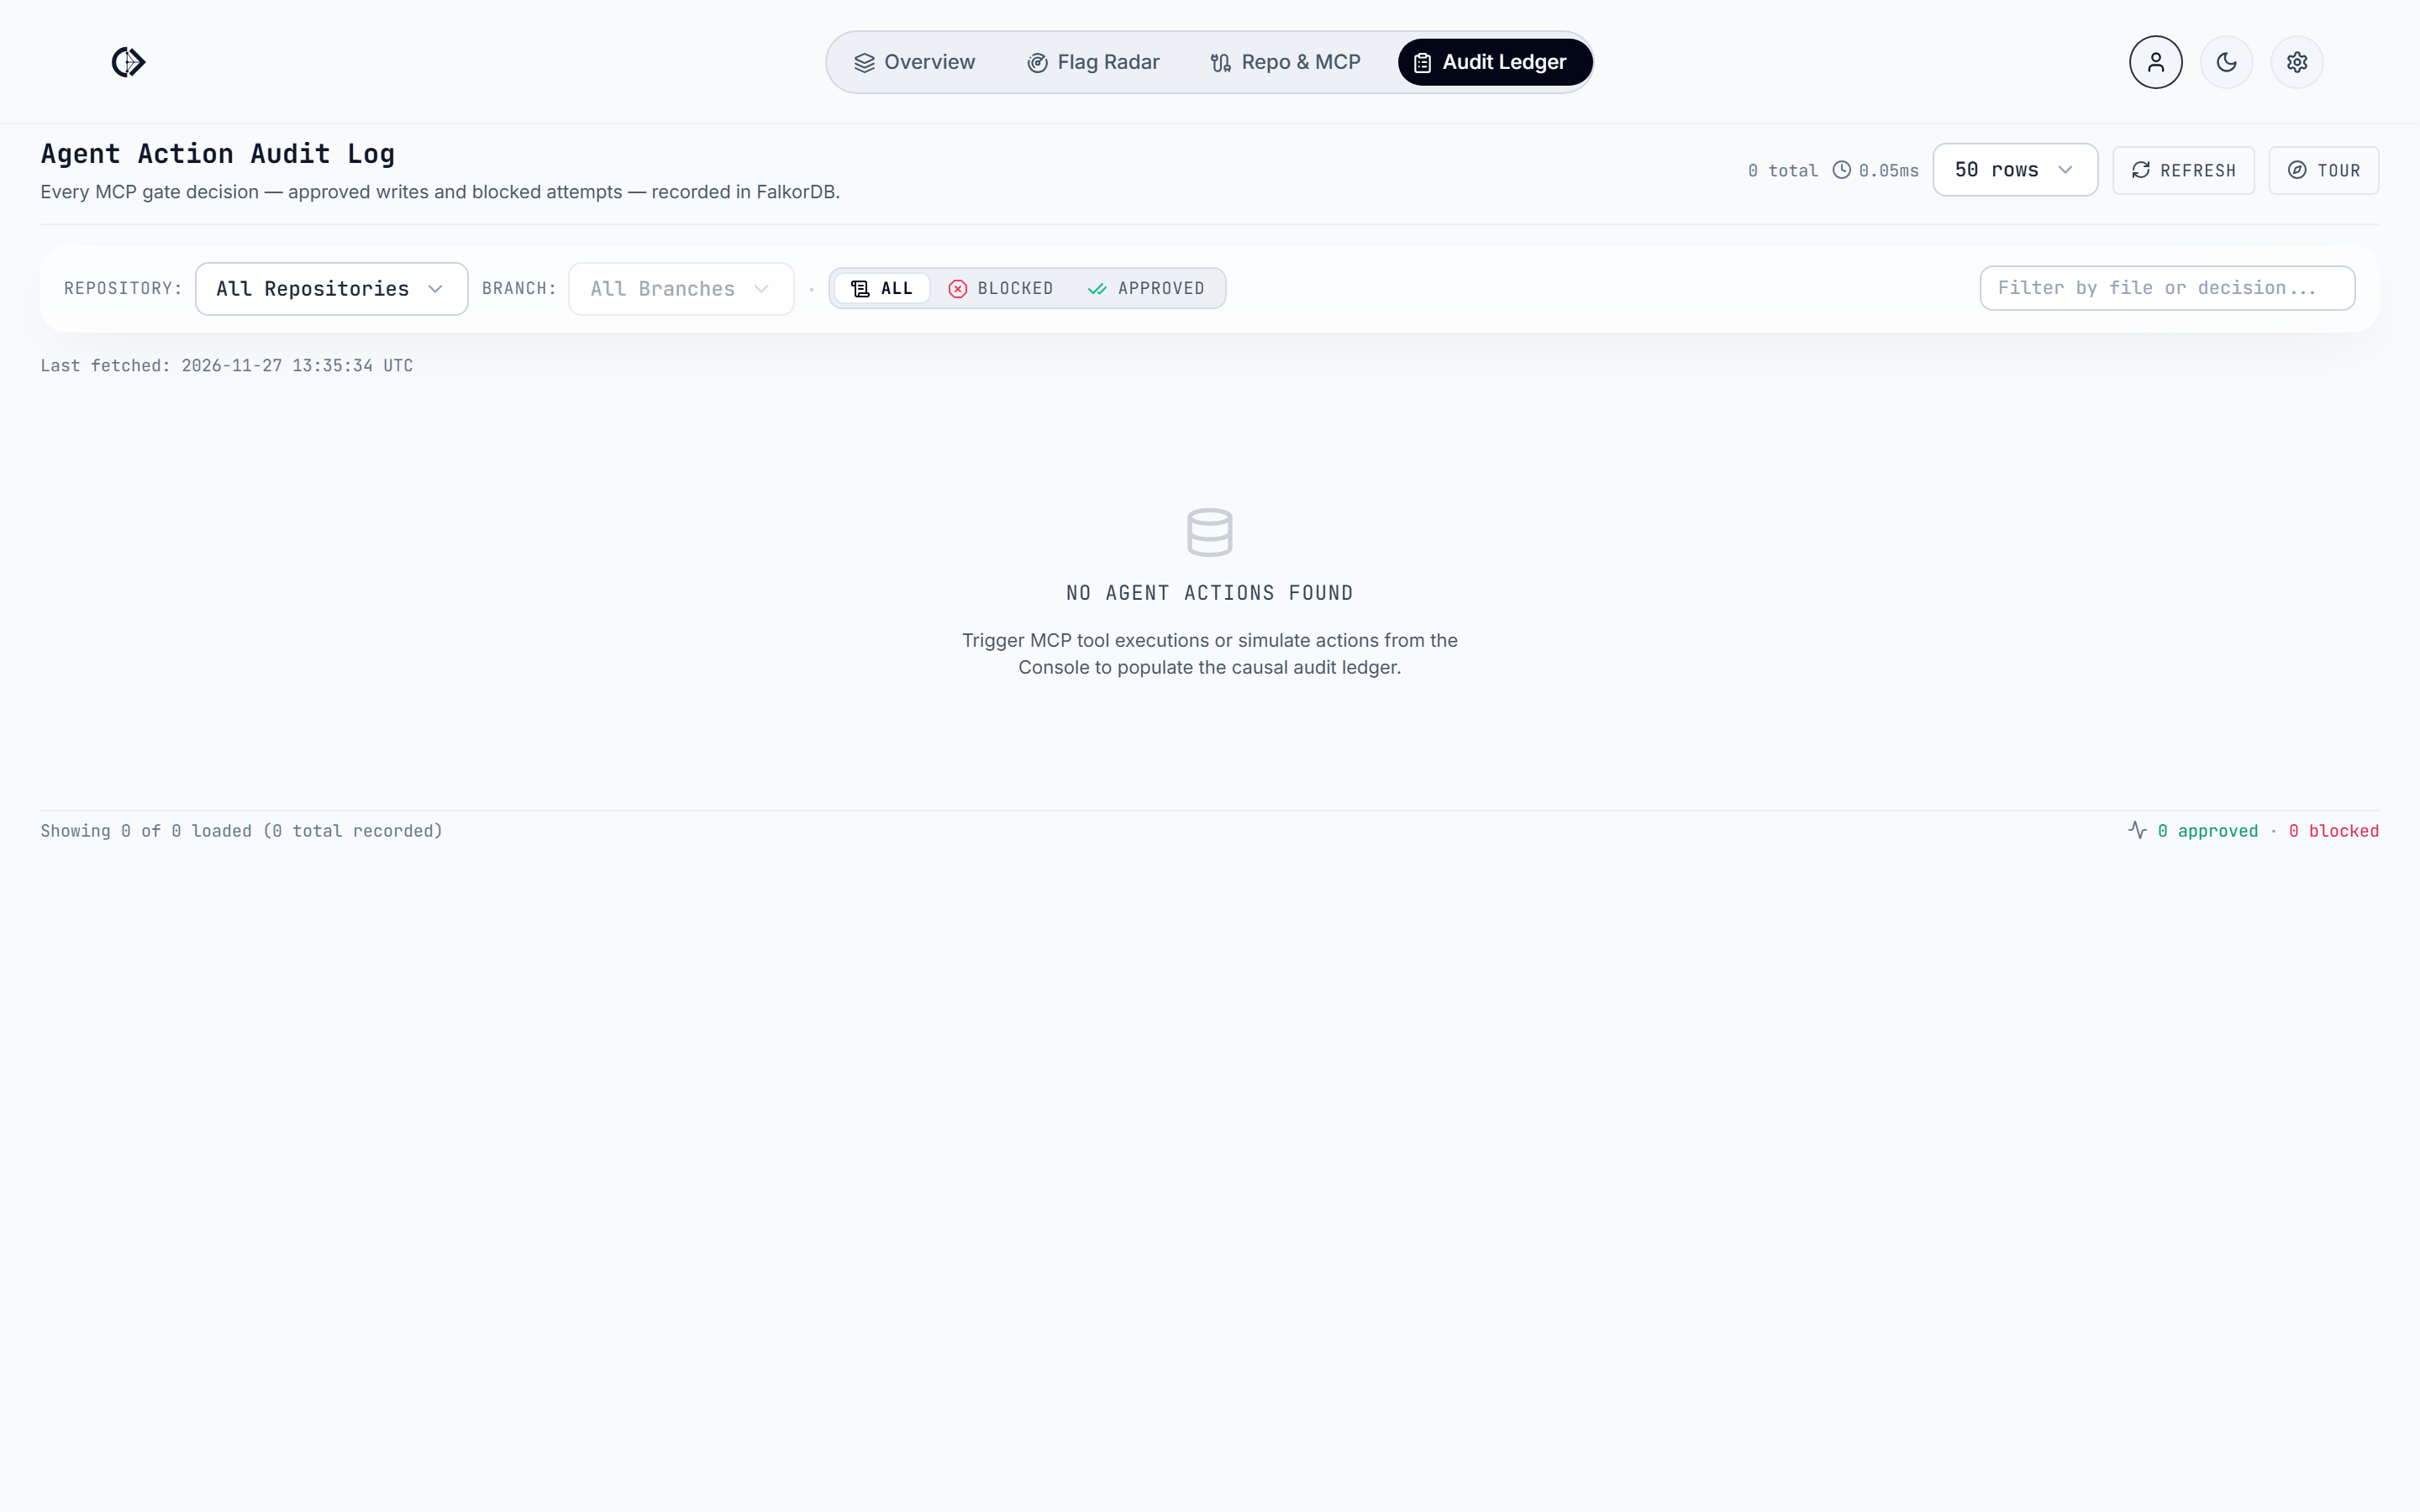 Overview
Flag Radar
Repo & MCP
Audit Ledger
Agent Action Audit Log
Every MCP gate decision — approved writes and blocked attempts — recorded in FalkorDB.
0 total
0.05ms
50 rows
REFRESH
TOUR
REPOSITORY:
All Repositories
BRANCH:
All Branches
·
ALL
BLOCKED
APPROVED
Filter by file or decision...
Last fetched: 2026-11-27 13:35:34 UTC
NO AGENT ACTIONS FOUND
Trigger MCP tool executions or simulate actions from the
Console to populate the causal audit ledger.
Showing 0 of 0 loaded (0 total recorded)
0 approved · 0 blocked